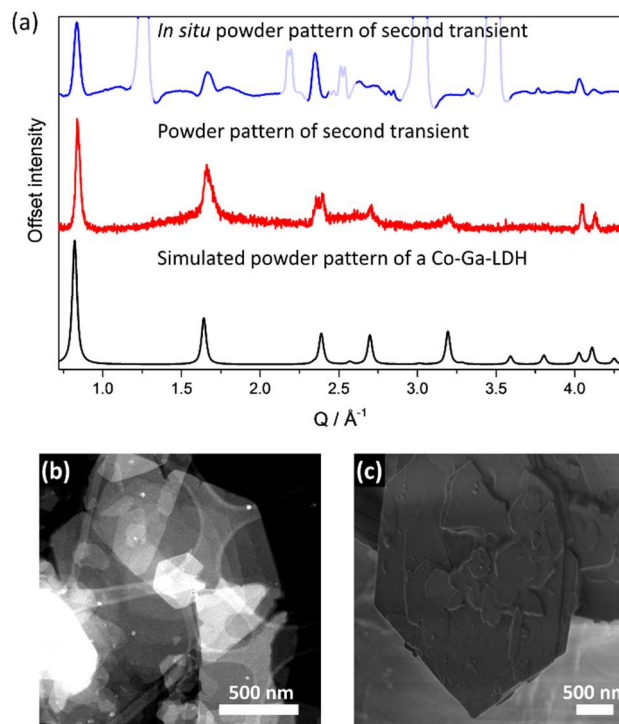 (a)
In situ powder pattern of second transient
Powder pattern of second transient
Simulated powder pattern of a Co-Ga-LDH
Offset intensity
1.0 1.5 2.0 2.5 3.0 3.5 4.0
Q / Å⁻¹
(b)
500 nm
(c)
500 nm